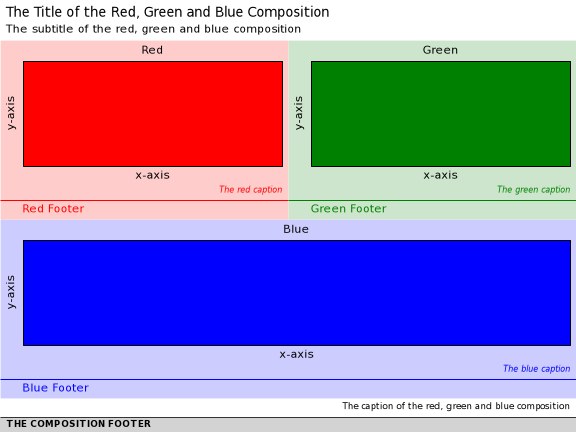 The Title of the Red, Green and Blue Composition
The subtitle of the red, green and blue composition
Red
y-axis
x-axis
The red caption
Red Footer
Green
y-axis
x-axis
The green caption
Green Footer
Blue
y-axis
x-axis
The blue caption
Blue Footer
The caption of the red, green and blue composition
THE COMPOSITION FOOTER